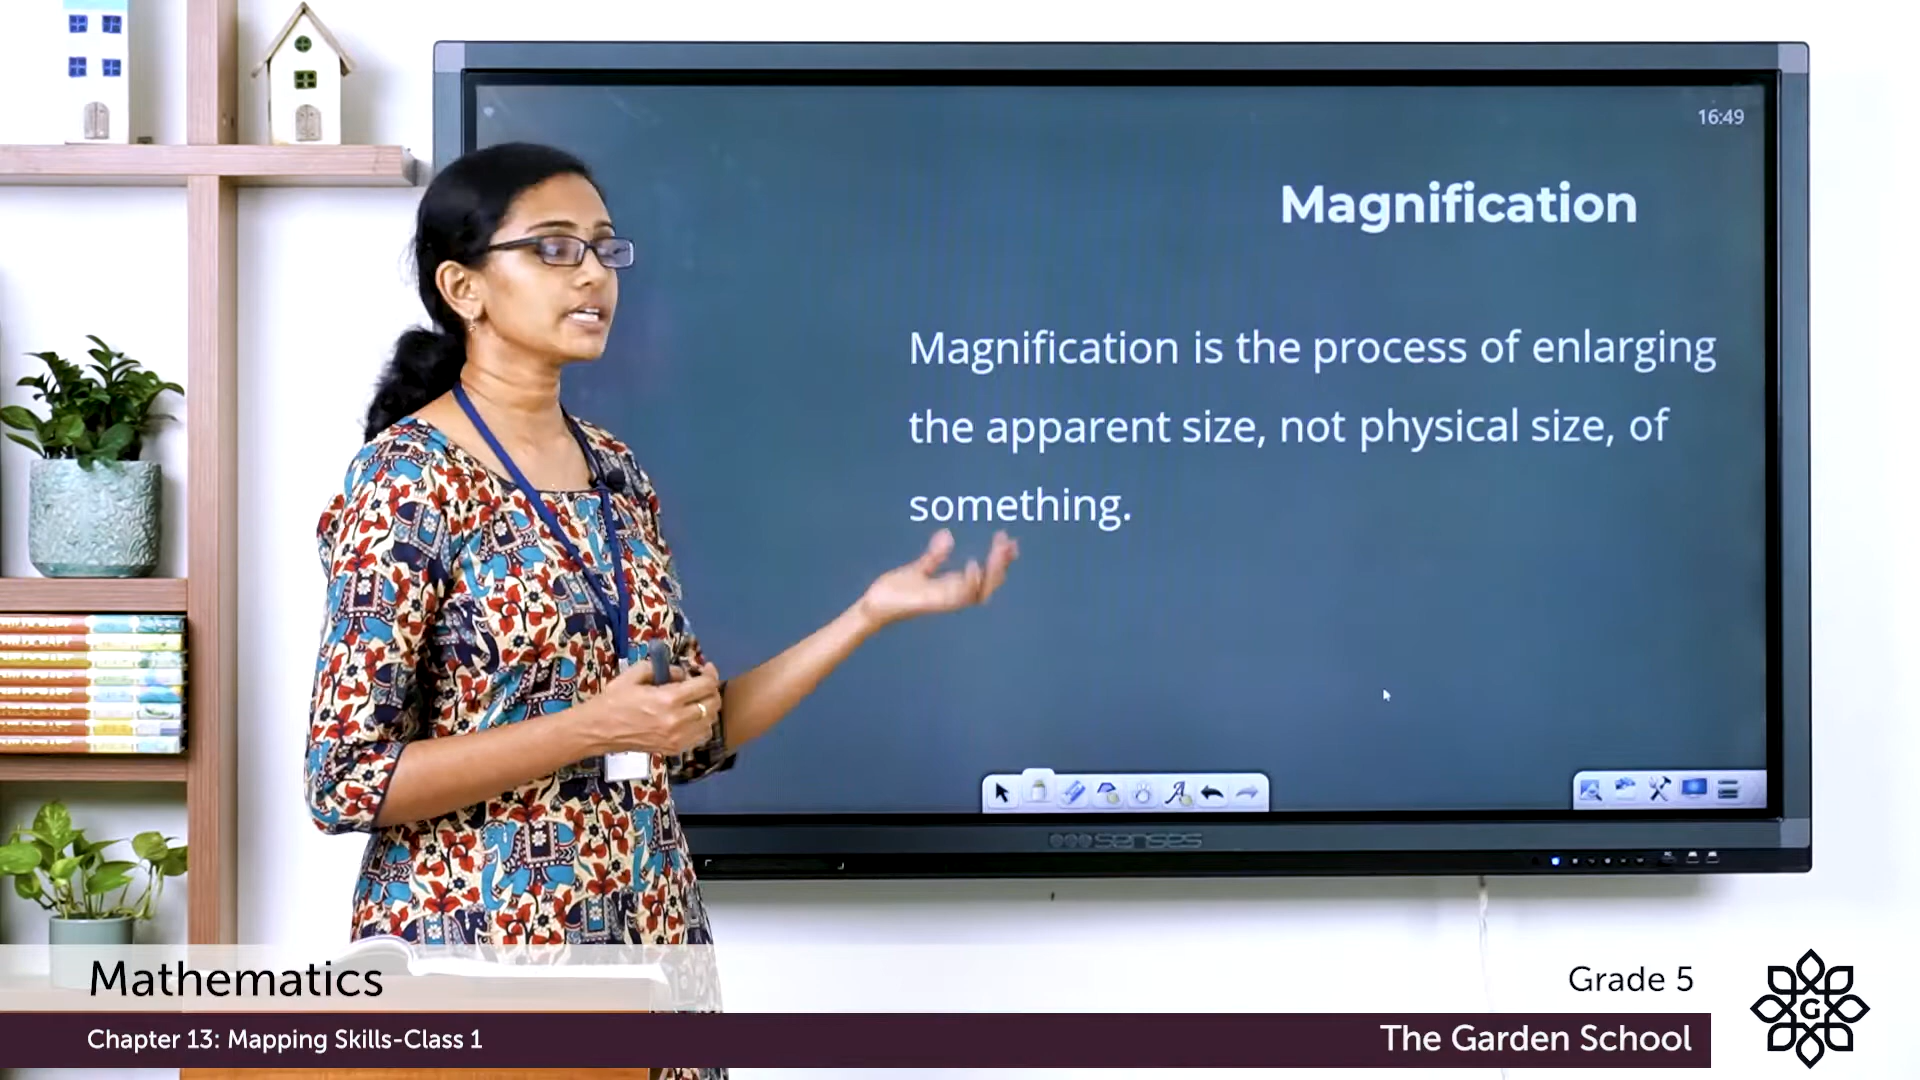 16:49
Magnification
Magnification is the process of enlarging
the apparent size, not physical size, of
something.
senses
Mathematics
Grade 5
Chapter 13: Mapping Skills-Class 1
The Garden School
G